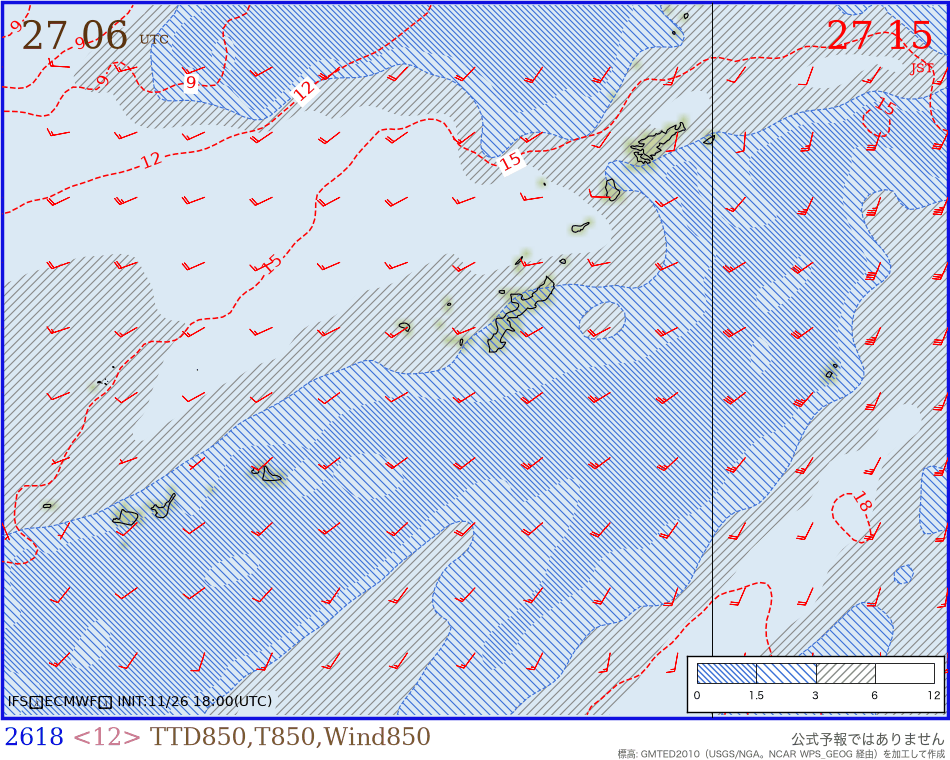 27 06 UTC
27 15
JST
9
9
9
9
12
15
12
15
15
18
0 1.5 3 6 12
IFS□ECMWF□ INIT:11/26 18:00(UTC)
2618 <12> TTD850,T850,Wind850
公式予報ではありません
標高: GMTED2010（USGS/NGA。NCAR WPS_GEOG 経由）を加工して作成